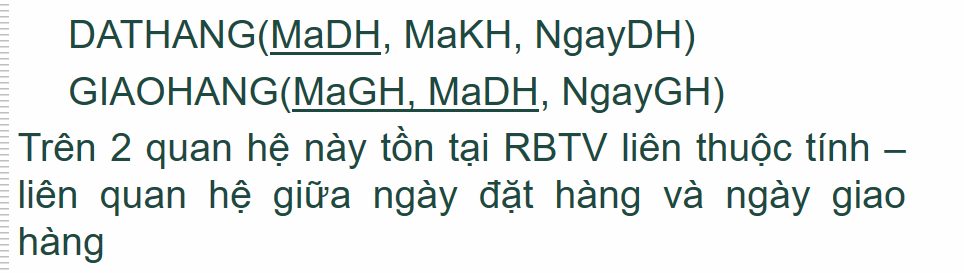 DATHANG(MaDH, MaKH, NgayDH)
GIAOHANG(MaGH, MaDH, NgayGH)
Trên 2 quan hệ này tồn tại RBTV liên thuộc tính –
liên quan hệ giữa ngày đặt hàng và ngày giao
hàng